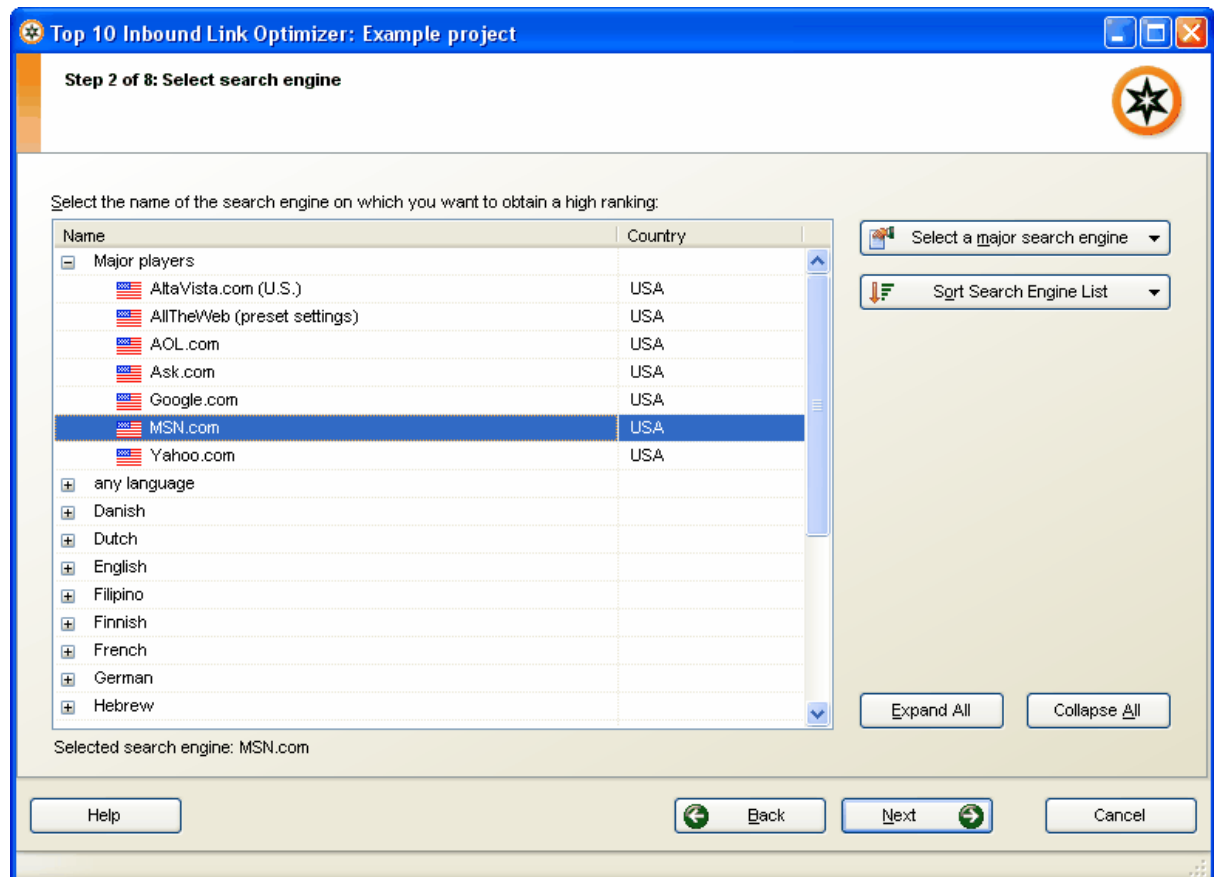 Top 10 Inbound Link Optimizer: Example project
Step 2 of 8: Select search engine
Select the name of the search engine on which you want to obtain a high ranking:
Name Country
Major players
AltaVista.com (U.S.) USA
AllTheWeb (preset settings) USA
AOL.com USA
Ask.com USA
Google.com USA
MSN.com USA
Yahoo.com USA
any language
Danish
Dutch
English
Filipino
Finnish
French
German
Hebrew
Select a major search engine
Sort Search Engine List
Expand All Collapse All
Selected search engine: MSN.com
Help Back Next Cancel